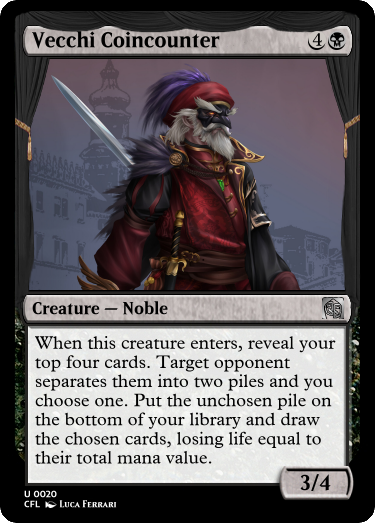 Vecchi Coincounter 4
Creature — Noble
When this creature enters, reveal your
top four cards. Target opponent
separates them into two piles and you
choose one. Put the unchosen pile on
the bottom of your library and draw
the chosen cards, losing life equal to
their total mana value.
3/4
U 0020
CFL Luca Ferrari